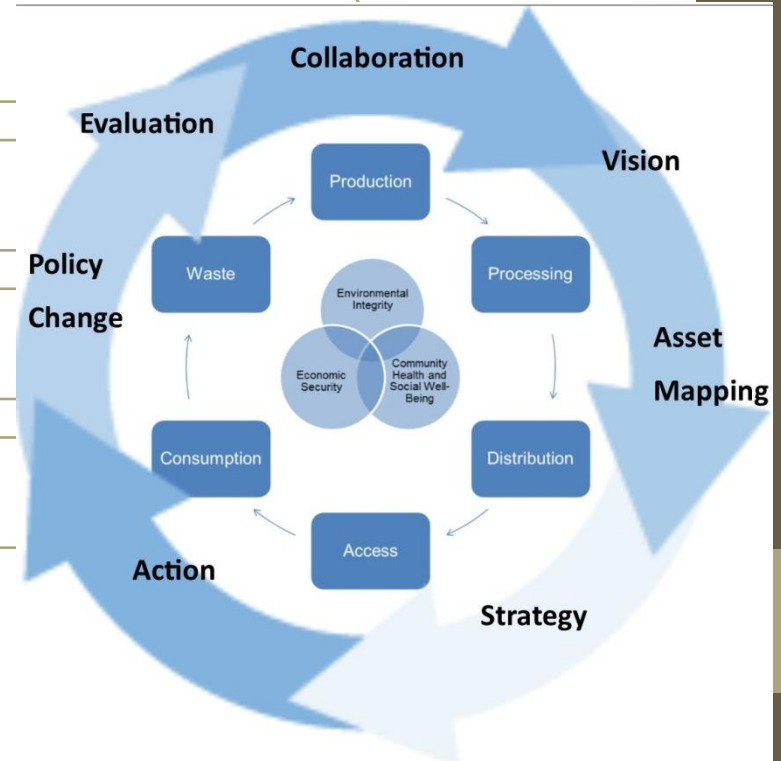 Collaboration
Evaluation
Vision
Production
Policy
Change
Waste
Processing
Environmental
Integrity
Asset
Mapping
Economic
Security
Community
Health and
Social Well-
Being
Consumption
Distribution
Access
Action
Strategy